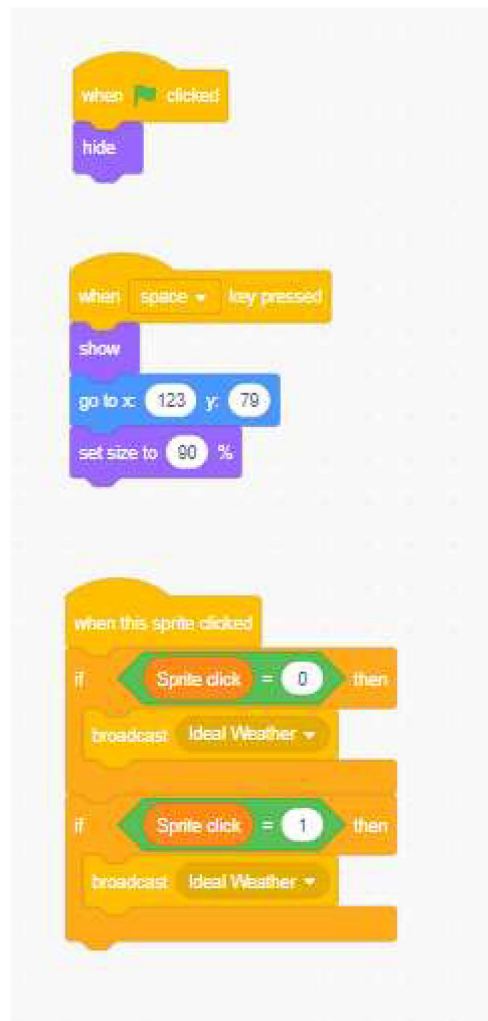 when clicked
hide
when space key pressed
show
go to x: 123 y: 79
set size to 90 %
when this sprite clicked
if Sprite click = 0 then
broadcast Ideal Weather
if Sprite click = 1 then
broadcast Ideal Weather